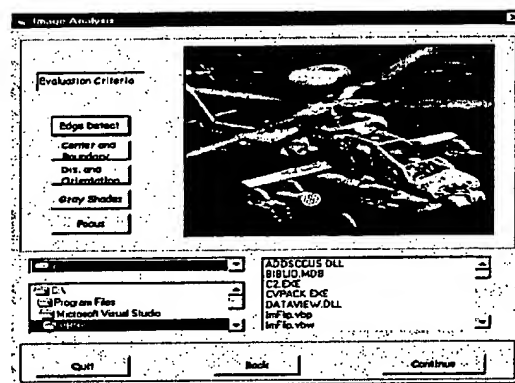 Image Analysis
Evaluation Criteria
Edge Detect
Center and
Boundary
Dis. and
Orientation
Gray Shades
Focus
C:\
Program Files
Microsoft Visual Studio
ADDSCCUS.DLL
BIBLIO.MDB
C2.EXE
CVPACK.EXE
DATAVIEW.DLL
ImFlip.vbp
ImFlip.vbw
Quit
Back
Continue